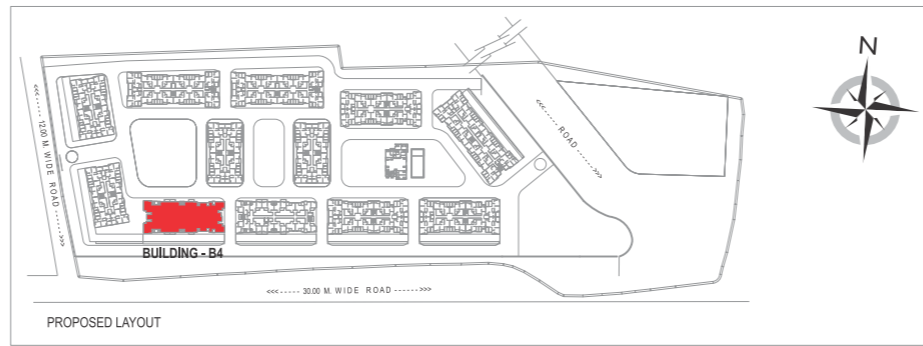 N
<<< ----- 12.00 M. WIDE ROAD ----- >>>
<<< ----- ROAD ----- >>>
BUILDING - B4
<<< ----- 30.00 M. WIDE ROAD ------ >>>
PROPOSED LAYOUT